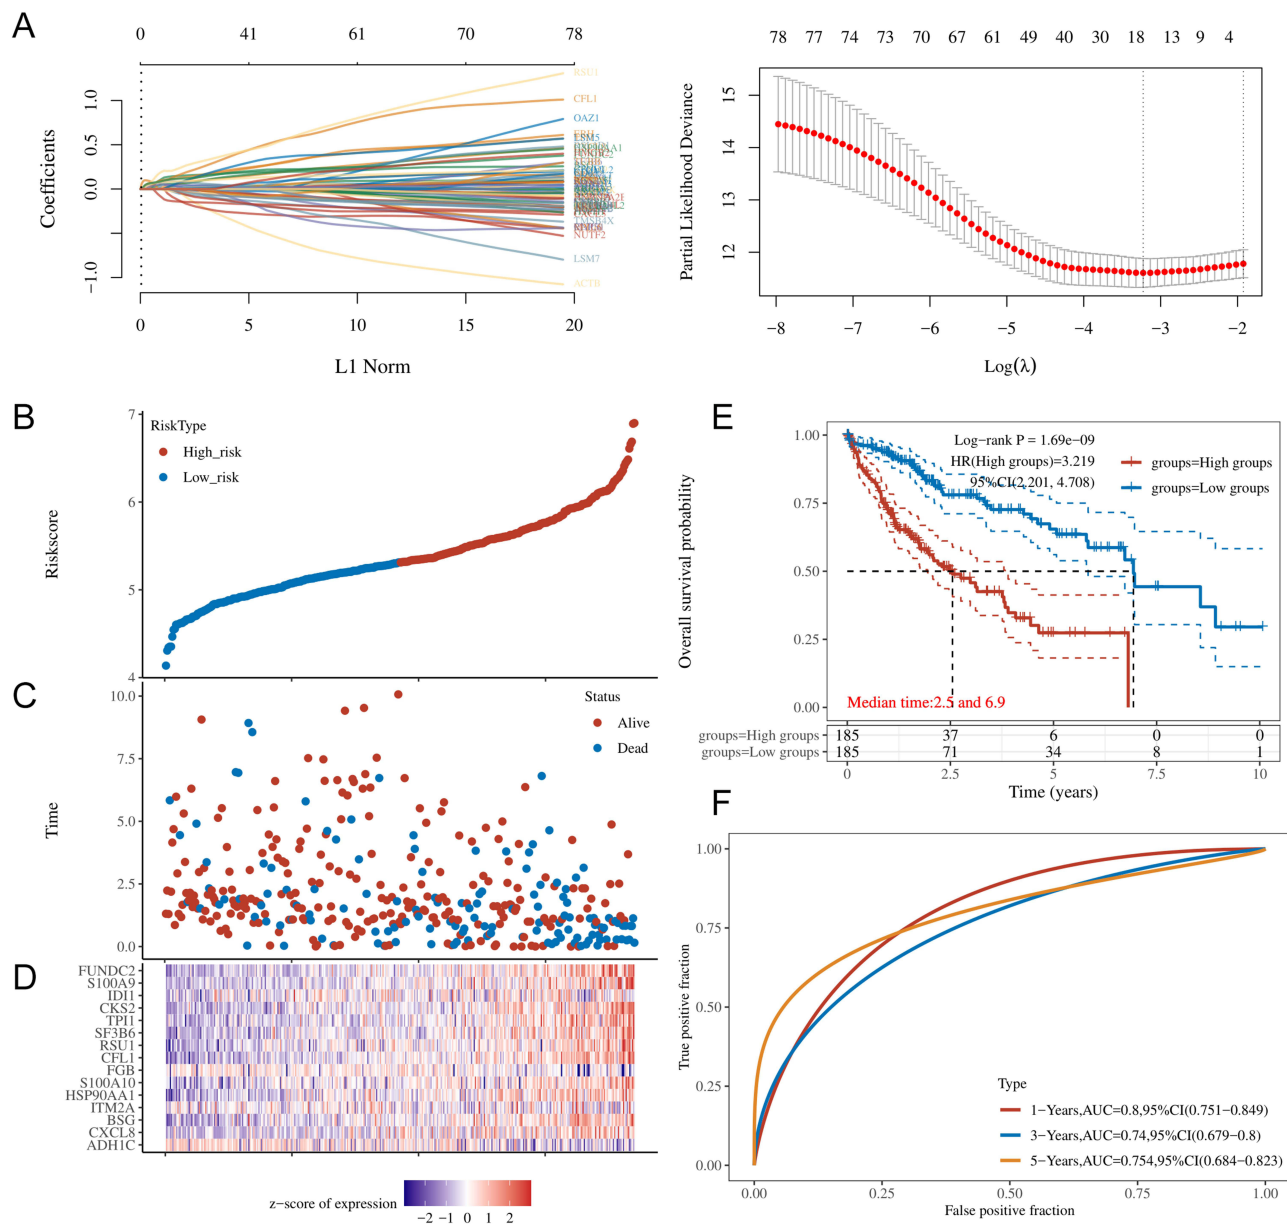 A
0 41 61 70 78
Coefficients
1.0
0.5
0.0
−1.0
RSU1
CFL1
OAZ1
LSM5
NUTF2
LSM7
ACTB
0 5 10 15 20
L1 Norm
78 77 74 73 70 67 61 49 40 30 18 13 9 4
Partial Likelihood Deviance
15
14
13
12
−8 −7 −6 −5 −4 −3 −2
Log(λ)
B
Riskscore
7
6
5
4
RiskType
High_risk
Low_risk
C
Time
10.0
7.5
5.0
2.5
0.0
Status
Alive
Dead
D
FUNDC2
S100A9
IDI1
CKS2
TPI1
SF3B6
RSU1
CFL1
FGB
S100A10
HSP90AA1
ITM2A
BSG
CXCL8
ADH1C
z−score of expression
−2 −1 0 1 2
E
Overall survival probability
1.00
0.75
0.50
0.25
0.00
Log−rank P = 1.69e−09
HR(High groups)=3.219
95%CI(2.201, 4.708)
groups=High groups
groups=Low groups
Median time:2.5 and 6.9
groups=High groups 185 37 6 0 0
groups=Low groups 185 71 34 8 1
0 2.5 5 7.5 10
Time (years)
F
True positive fraction
1.00
0.75
0.50
0.25
0.00
Type
1−Years,AUC=0.8,95%CI(0.751−0.849)
3−Years,AUC=0.74,95%CI(0.679−0.8)
5−Years,AUC=0.754,95%CI(0.684−0.823)
0.00 0.25 0.50 0.75 1.00
False positive fraction